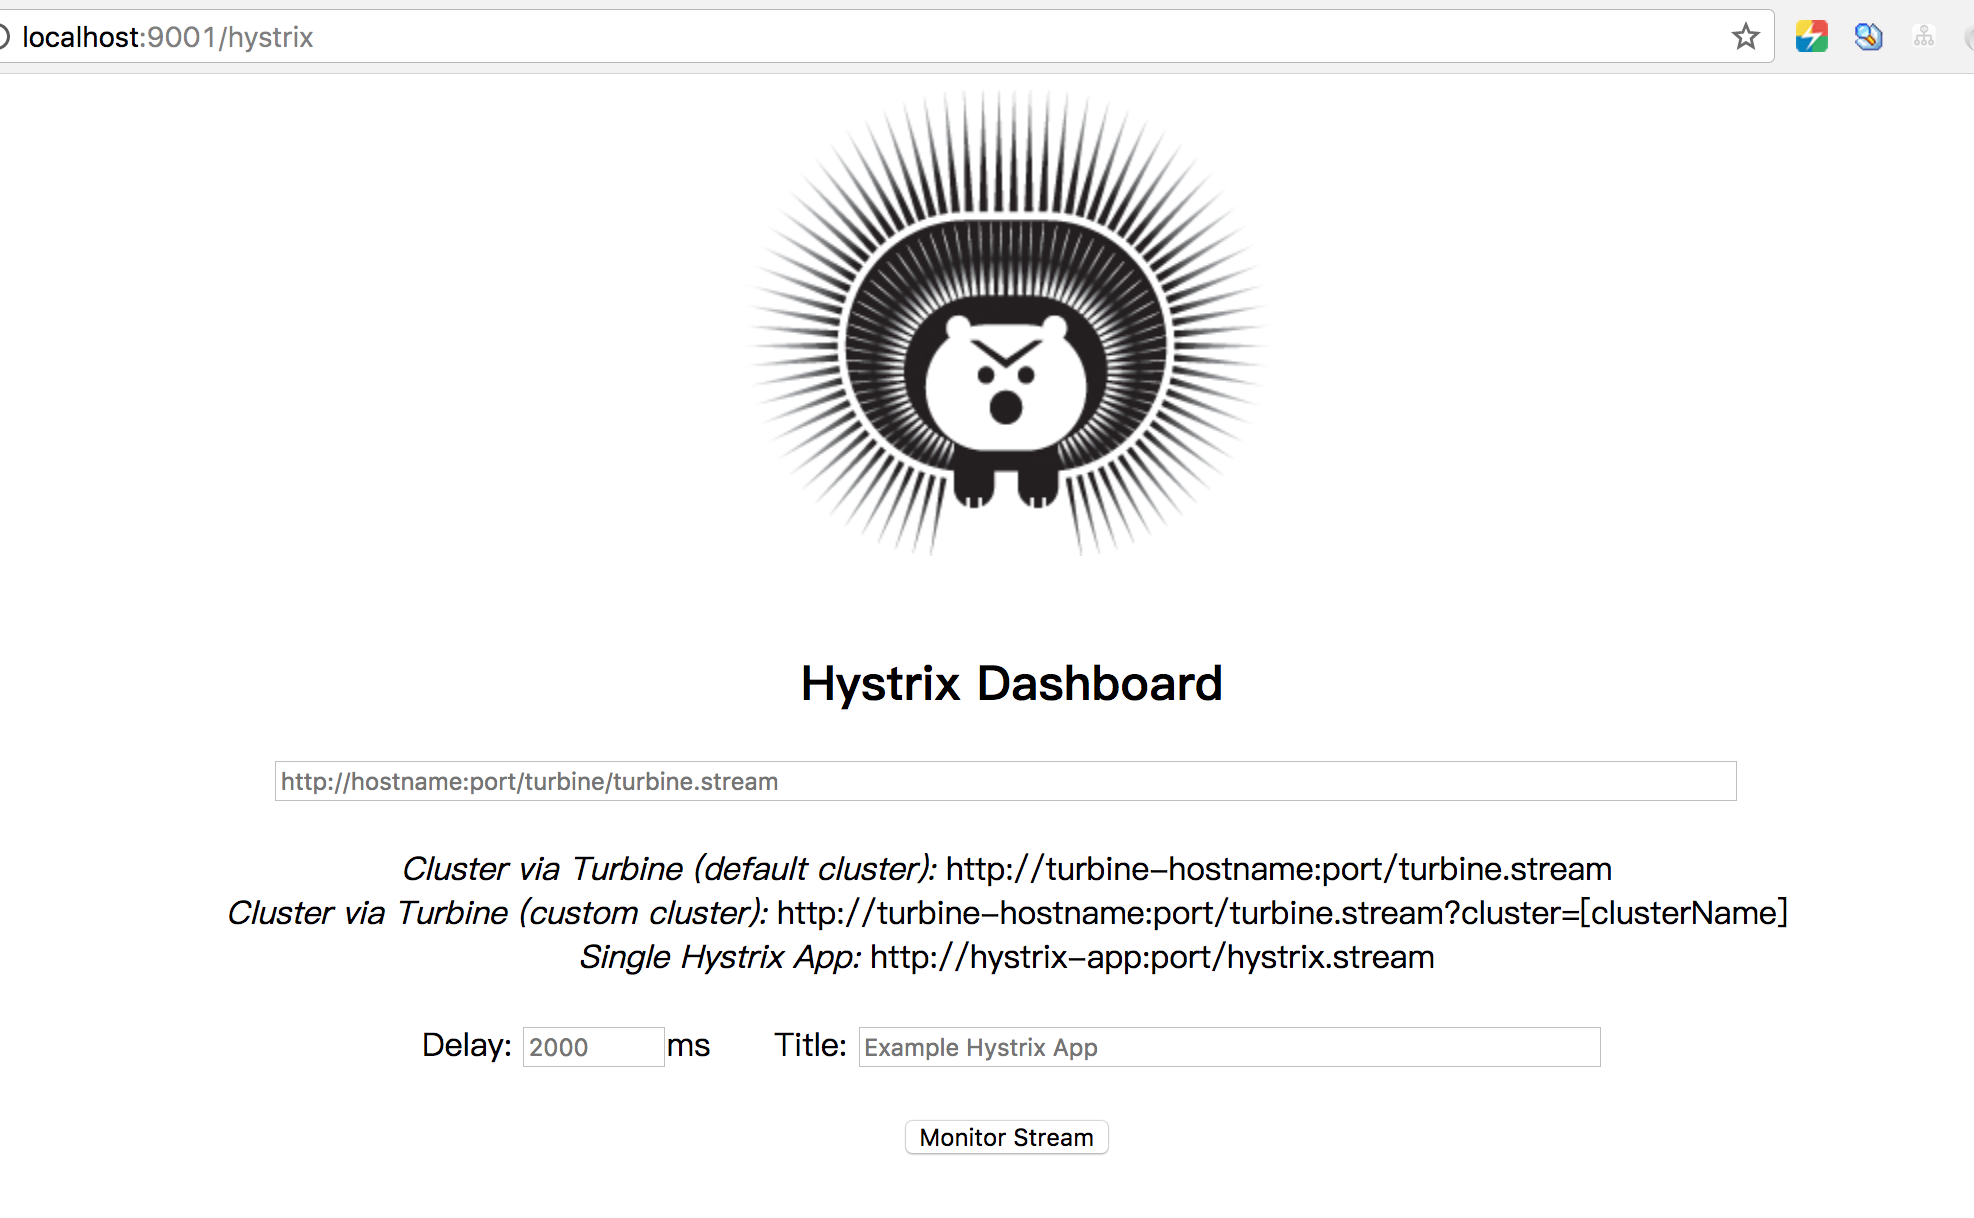 localhost:9001/hystrix
Hystrix Dashboard
http://hostname:port/turbine/turbine.stream
Cluster via Turbine (default cluster): http://turbine-hostname:port/turbine.stream
Cluster via Turbine (custom cluster): http://turbine-hostname:port/turbine.stream?cluster=[clusterName]
Single Hystrix App: http://hystrix-app:port/hystrix.stream
Delay: 2000 ms Title: Example Hystrix App
Monitor Stream